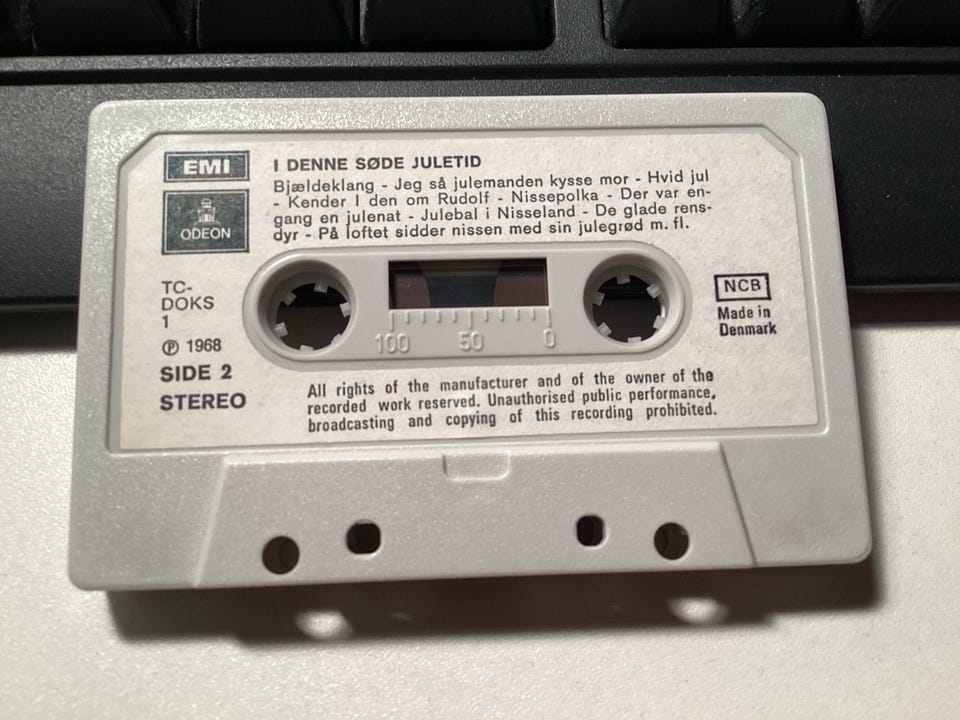 EMI
ODEON
I DENNE SØDE JULETID
Bjældeklang - Jeg så julemanden kysse mor - Hvid jul
- Kender I den om Rudolf - Nissepolka - Der var en-
gang en julenat - Julebal i Nisseland - De glade rens-
dyr - På loftet sidder nissen med sin julegrød m. fl.
TC-
DOKS
1
Ⓟ 1968
SIDE 2
STEREO
100 50 0
NCB
Made in
Denmark
All rights of the manufacturer and of the owner of the
recorded work reserved. Unauthorised public performance,
broadcasting and copying of this recording prohibited.